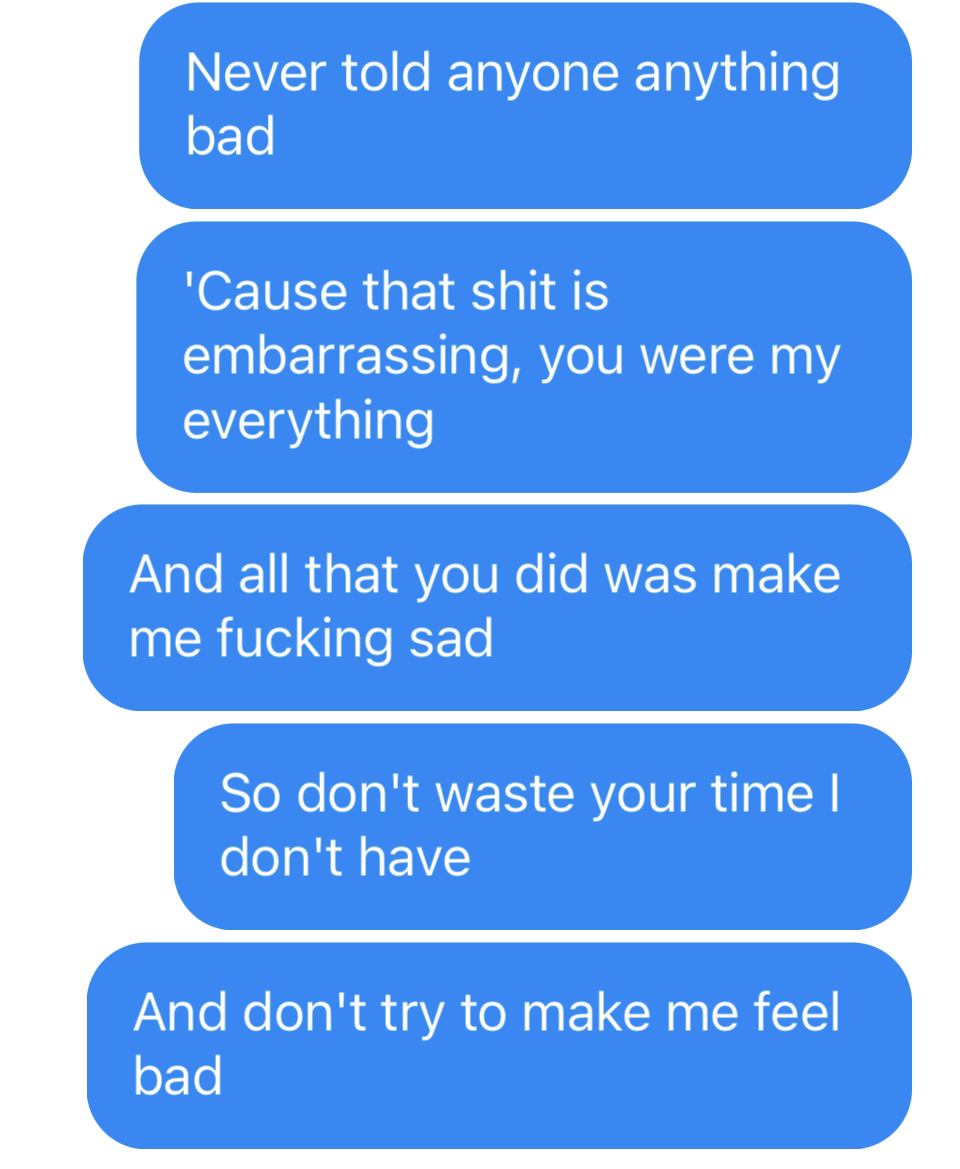 Never told anyone anything
bad
'Cause that shit is
embarrassing, you were my
everything
And all that you did was make
me fucking sad
So don't waste your time I
don't have
And don't try to make me feel
bad